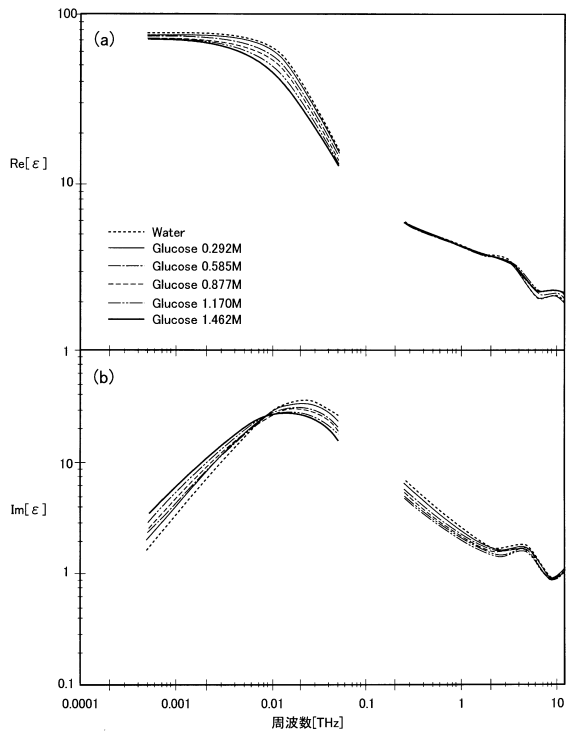 100
(a)
Re[ε]
10
Water
Glucose 0.292M
Glucose 0.585M
Glucose 0.877M
Glucose 1.170M
Glucose 1.462M
1
(b)
10
Im[ε]
1
0.1
0.0001 0.001 0.01 0.1 1 10
周波数[THz]